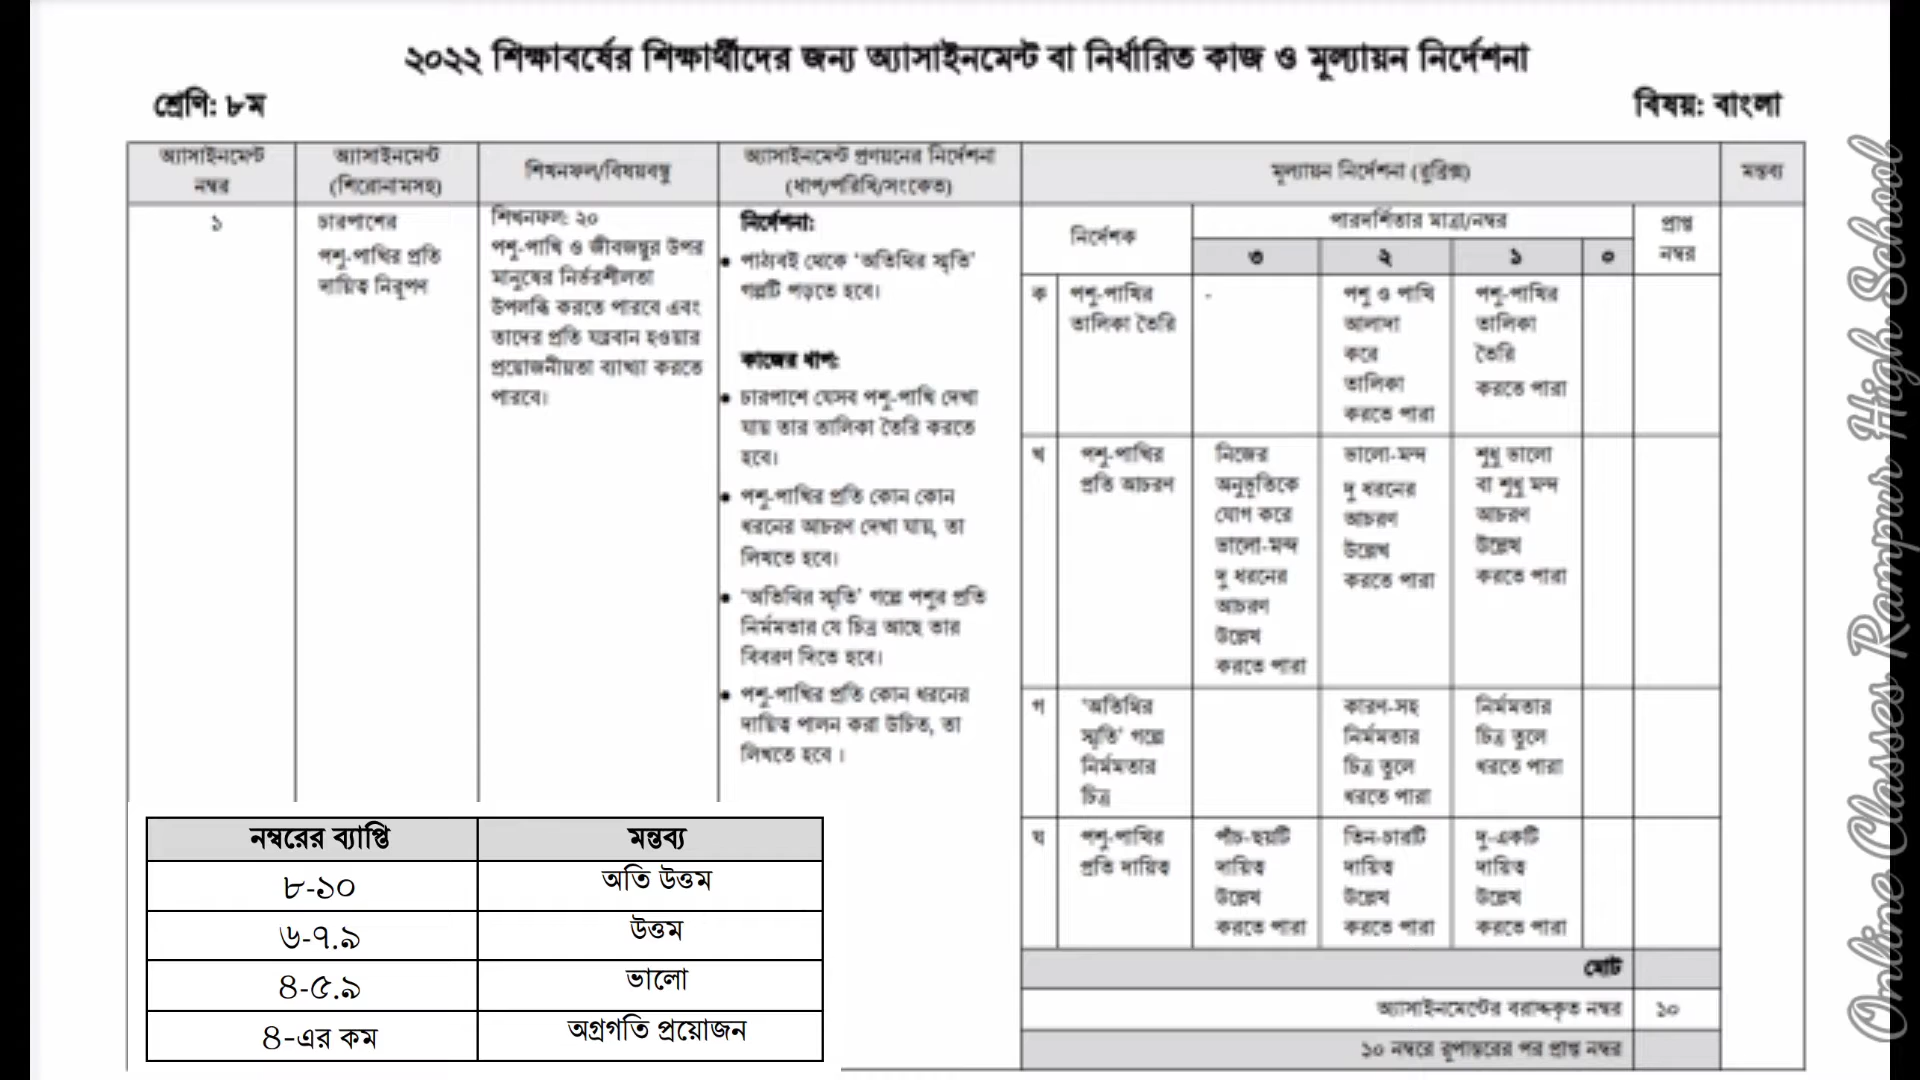 ২০২২ শিক্ষাবর্ষের শিক্ষার্থীদের জন্য অ্যাসাইনমেন্ট বা নির্ধারিত কাজ ও মূল্যায়ন নির্দেশনা
শ্রেণি: ৮ম
বিষয়: বাংলা
অ্যাসাইনমেন্ট
নম্বর
অ্যাসাইনমেন্ট
(শিরোনামসহ)
শিখনফল/বিষয়বস্তু
অ্যাসাইনমেন্ট প্রণয়নের নির্দেশনা
(ধাপ/পরিধি/সংকেত)
মূল্যায়ন নির্দেশনা (রুব্রিক্স)
মন্তব্য
১
চারপাশের
পশু-পাখির প্রতি
দায়িত্ব নিরূপণ
শিখনফল: ২০
পশু-পাখি ও জীবজন্তুর উপর
মানুষের নির্ভরশীলতা
উপলব্ধি করতে পারবে এবং
তাদের প্রতি যত্নবান হওয়ার
প্রয়োজনীয়তা ব্যাখ্যা করতে
পারবে।
নির্দেশনা:
• পাঠ্যবই থেকে ‘অতিথির স্মৃতি’
গল্পটি পড়তে হবে।
কাজের ধাপ:
• চারপাশে যেসব পশু-পাখি দেখা
যায় তার তালিকা তৈরি করতে
হবে।
• পশু-পাখির প্রতি কোন কোন
ধরনের আচরণ দেখা যায়, তা
লিখতে হবে।
• ‘অতিথির স্মৃতি’ গল্পে পশুর প্রতি
নির্মমতার যে চিত্র আছে তার
বিবরণ দিতে হবে।
• পশু-পাখির প্রতি কোন ধরনের
দায়িত্ব পালন করা উচিত, তা
লিখতে হবে ।
নির্দেশক
পারদর্শিতার মাত্রা/নম্বর
প্রাপ্ত
নম্বর
৩ ২ ১ ০
ক
পশু-পাখির
তালিকা তৈরি
-
পশু ও পাখি
আলাদা
করে
তালিকা
করতে পারা
পশু-পাখির
তালিকা
তৈরি
করতে পারা
খ
পশু-পাখির
প্রতি আচরণ
নিজের
অনুভূতিকে
যোগ করে
ভালো-মন্দ
দু ধরনের
আচরণ
উল্লেখ
করতে পারা
ভালো-মন্দ
দু ধরনের
আচরণ
উল্লেখ
করতে পারা
শুধু ভালো
বা শুধু মন্দ
আচরণ
উল্লেখ
করতে পারা
গ
‘অতিথির
স্মৃতি’ গল্পে
নির্মমতার
চিত্র
কারণ-সহ
নির্মমতার
চিত্র তুলে
ধরতে পারা
নির্মমতার
চিত্র তুলে
ধরতে পারা
ঘ
পশু-পাখির
প্রতি দায়িত্ব
পাঁচ-ছয়টি
দায়িত্ব
উল্লেখ
করতে পারা
তিন-চারটি
দায়িত্ব
উল্লেখ
করতে পারা
দু-একটি
দায়িত্ব
উল্লেখ
করতে পারা
মোট
অ্যাসাইনমেন্টের বরাদ্দকৃত নম্বর ১০
১০ নম্বরে রূপান্তরের পর প্রাপ্ত নম্বর
নম্বরের ব্যাপ্তি মন্তব্য
৮-১০ অতি উত্তম
৬-৭.৯ উত্তম
৪-৫.৯ ভালো
৪-এর কম অগ্রগতি প্রয়োজন
Online Classes Rampur High School